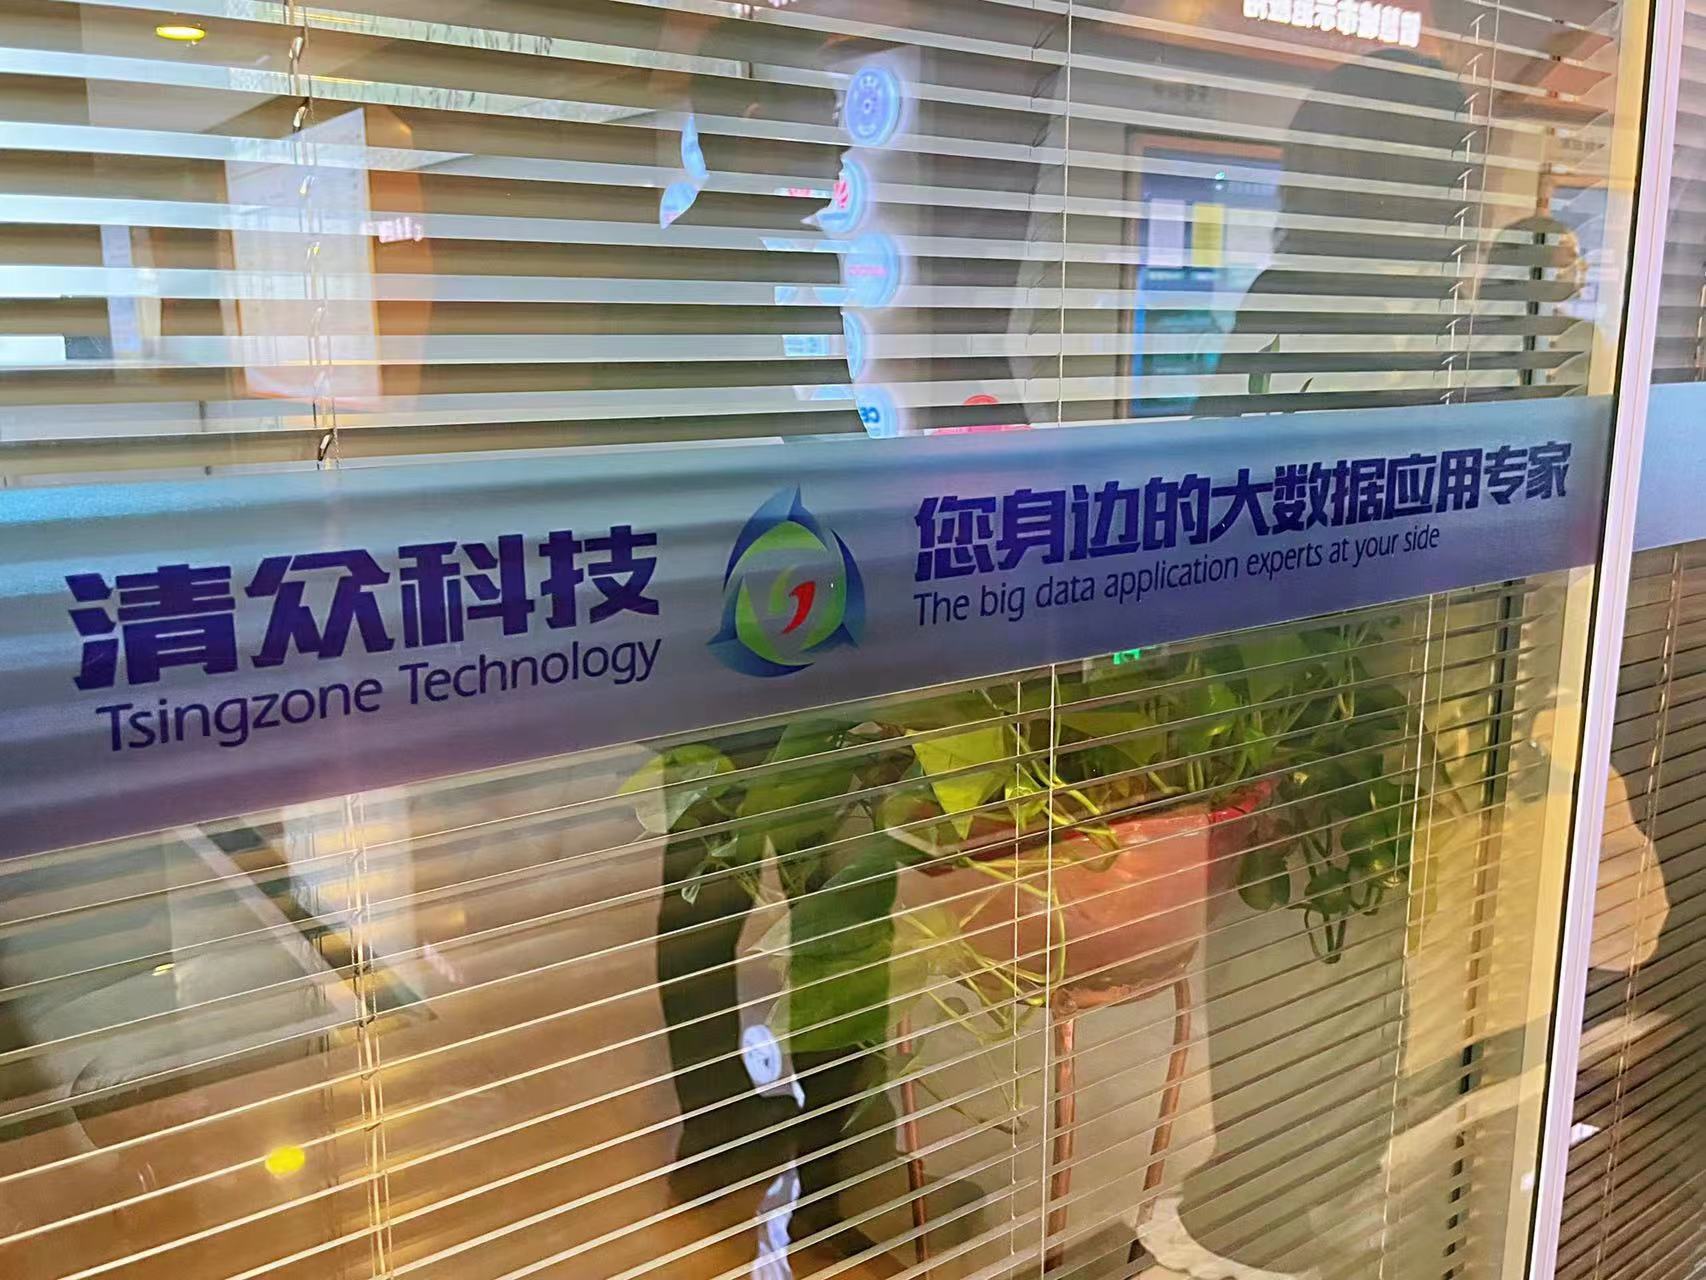 清众科技
Tsingzone Technology
您身边的大数据应用专家
The big data application experts at your side